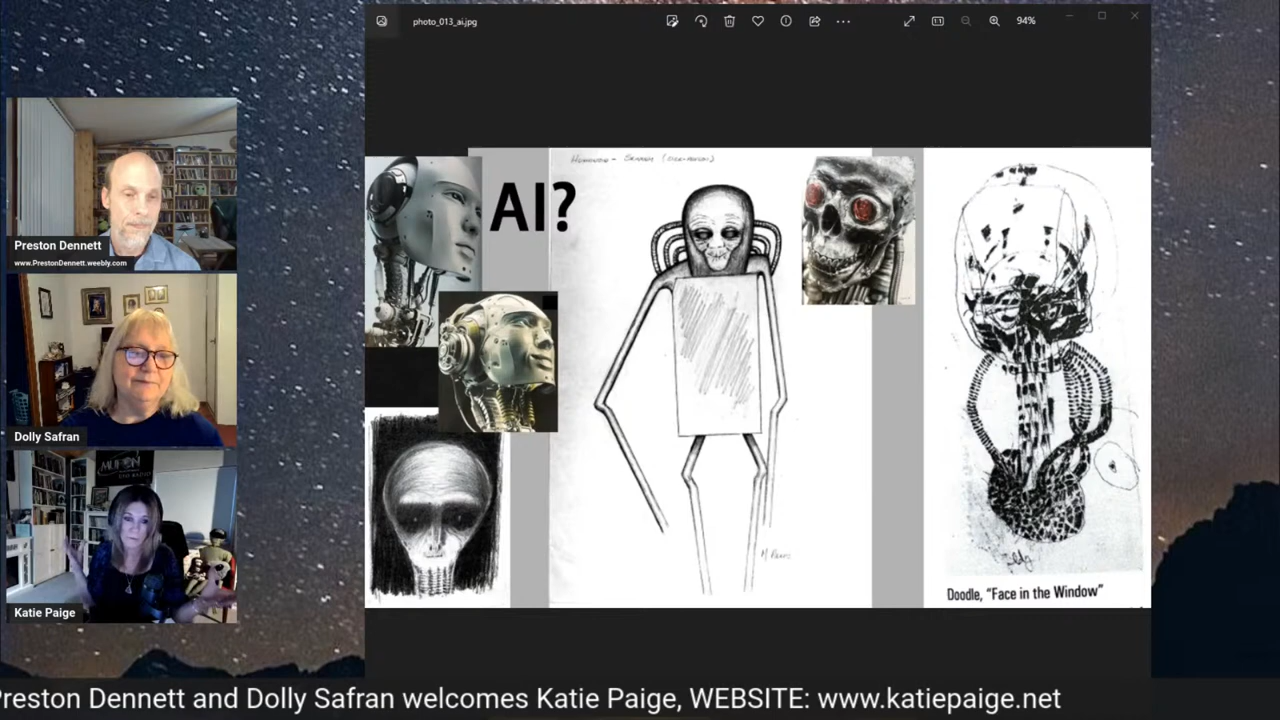 photo_013_ai.jpg
94%
Preston Dennett
www.PrestonDennett.weebly.com
Dolly Safran
MUFON
Katie Paige
AI?
Doodle, "Face in the Window"
Preston Dennett and Dolly Safran welcomes Katie Paige, WEBSITE: www.katiepaige.net